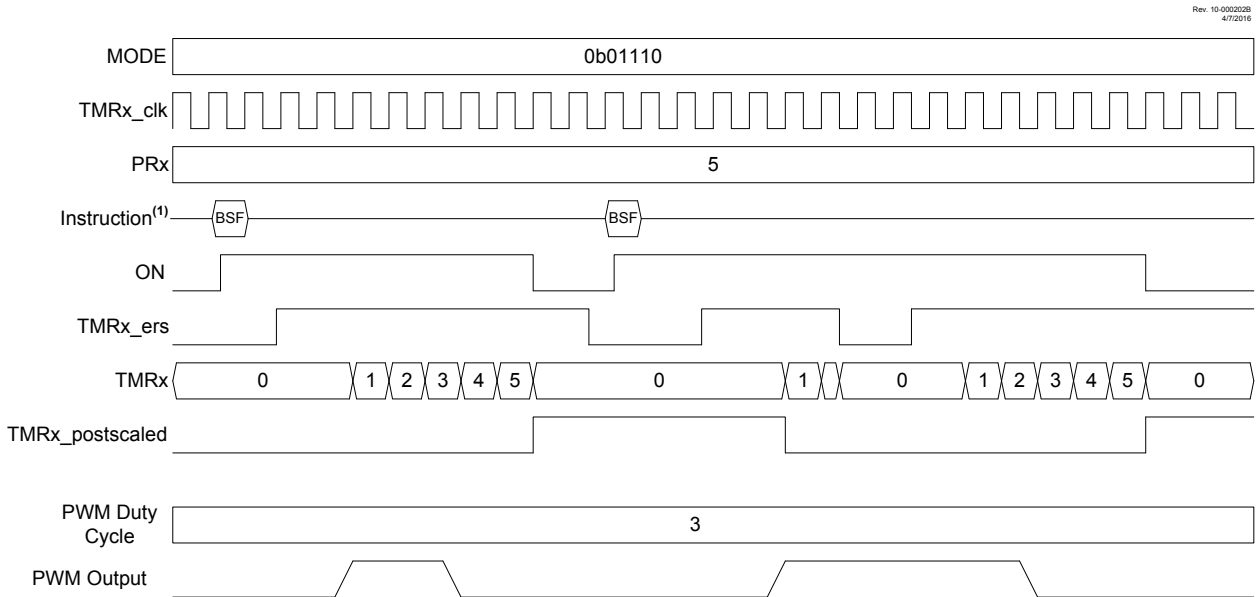 Rev. 10-000202B
4/7/2016
MODE 0b01110
TMRx_clk
PRx 5
Instruction(1) BSF BSF
ON
TMRx_ers
TMRx 0 1 2 3 4 5 0 1 0 1 2 3 4 5 0
TMRx_postscaled
PWM Duty
Cycle 3
PWM Output